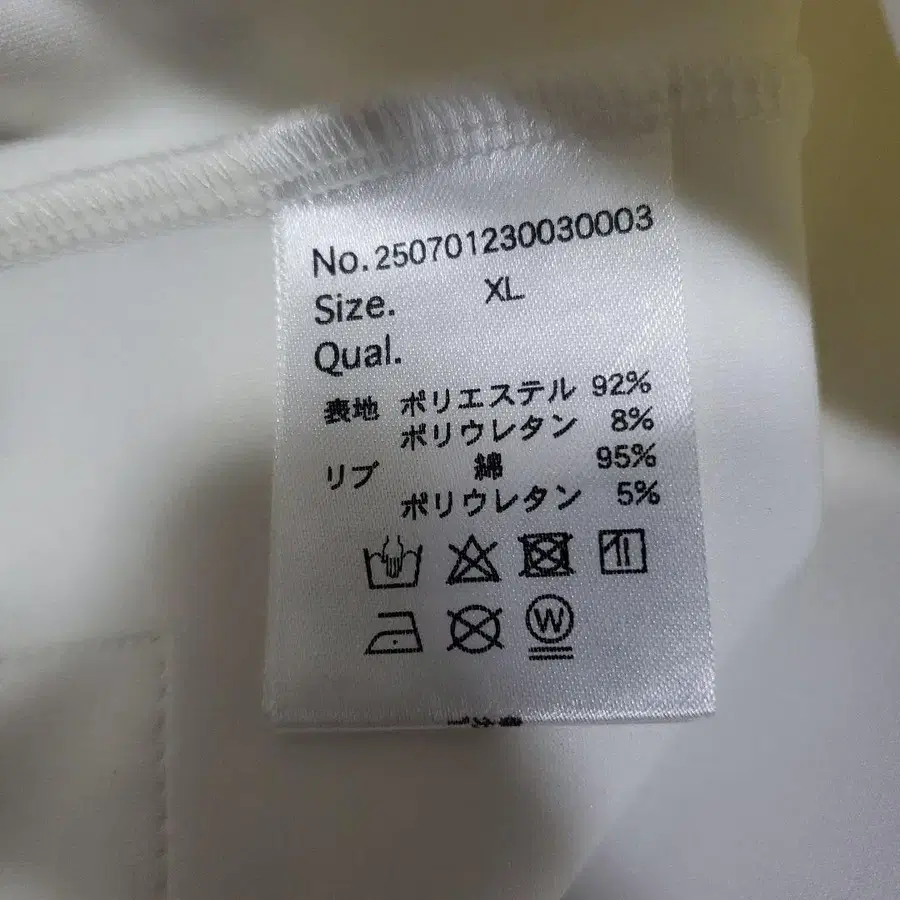 No.250701230030003
Size. XL
Qual.
表地 ポリエステル 92%
ポリウレタン 8%
リブ 綿 95%
ポリウレタン 5%
W